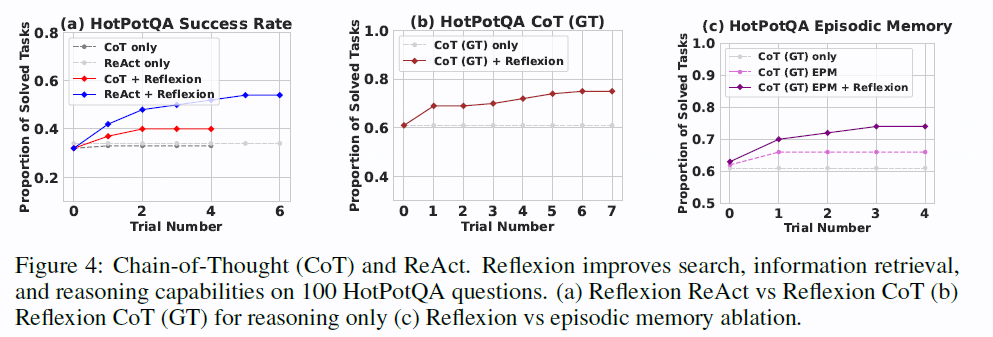 (a) HotPotQA Success Rate
Proportion of Solved Tasks
0.8
0.6
0.4
0.2
CoT only
ReAct only
CoT + Reflexion
ReAct + Reflexion
0 2 4 6
Trial Number
(b) HotPotQA CoT (GT)
Proportion of Solved Tasks
1.0
0.8
0.6
0.4
CoT (GT) only
CoT (GT) + Reflexion
0 1 2 3 4 5 6 7
Trial Number
(c) HotPotQA Episodic Memory
Proportion of Solved Tasks
1.0
0.9
0.8
0.7
0.6
0.5
CoT (GT) only
CoT (GT) EPM
CoT (GT) EPM + Reflexion
0 1 2 3 4
Trial Number
Figure 4: Chain-of-Thought (CoT) and ReAct. Reflexion improves search, information retrieval,
and reasoning capabilities on 100 HotPotQA questions. (a) Reflexion ReAct vs Reflexion CoT (b)
Reflexion CoT (GT) for reasoning only (c) Reflexion vs episodic memory ablation.